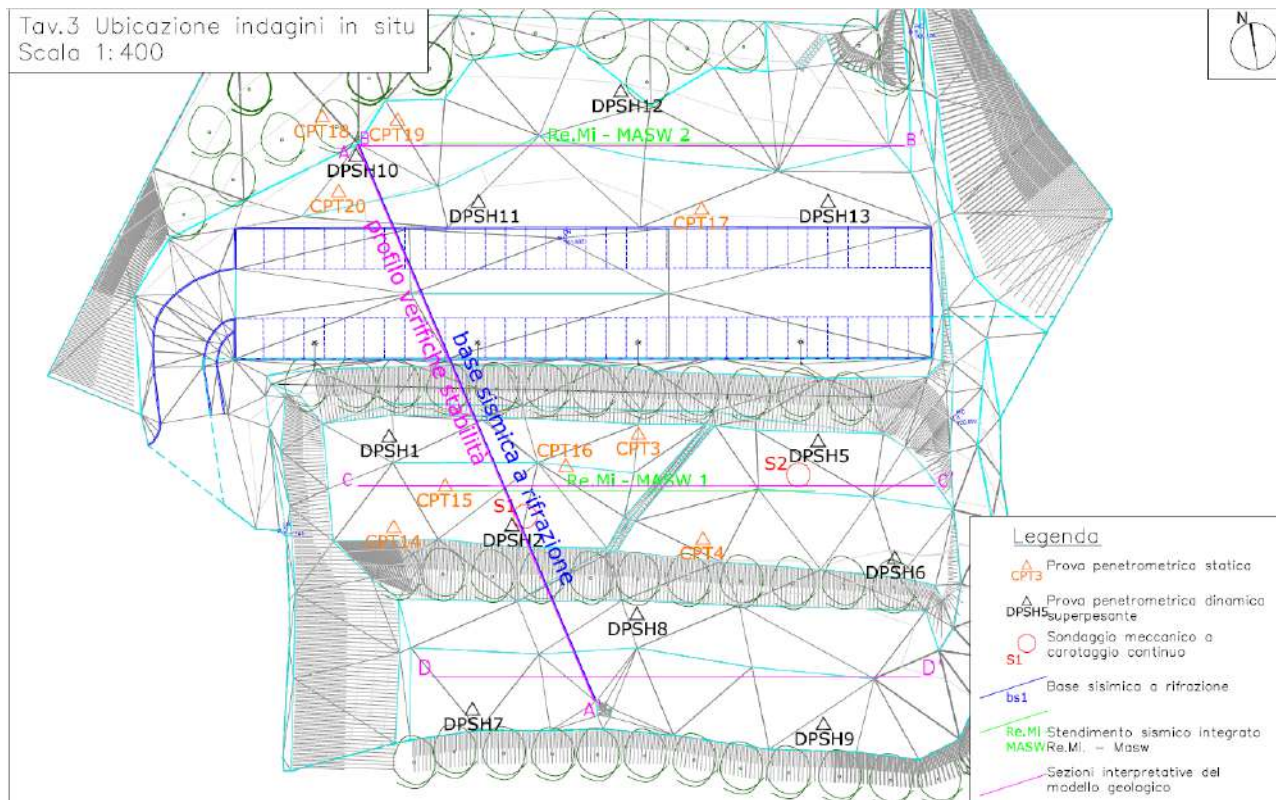 Tav.3 Ubicazione indagini in situ
Scala 1:400
N
DPSH12
CPT18
CPT19
B
Re.Mi - MASW 2
B'
A
DPSH10
CPT20
DPSH11
CPT17
DPSH13
profilo verifiche stabilità
base sismica a rifrazione
DPSH1
CPT16
CPT3
DPSH5
S2
C
Re.Mi - MASW 1
C'
CPT15
S1
CPT14
DPSH2
CPT4
DPSH6
DPSH8
D
D'
A'
DPSH7
DPSH9
Legenda
CPT3
Prova penetrometrica statica
DPSH5
Prova penetrometrica dinamica
superpesante
S1
Sondaggio meccanico a
carotaggio continuo
bs1
Base sisimica a rifrazione
Re.Mi-
MASW
Stendimento sismico integrato
Re.Mi. - Masw
Sezioni interpretative del
modello geologico